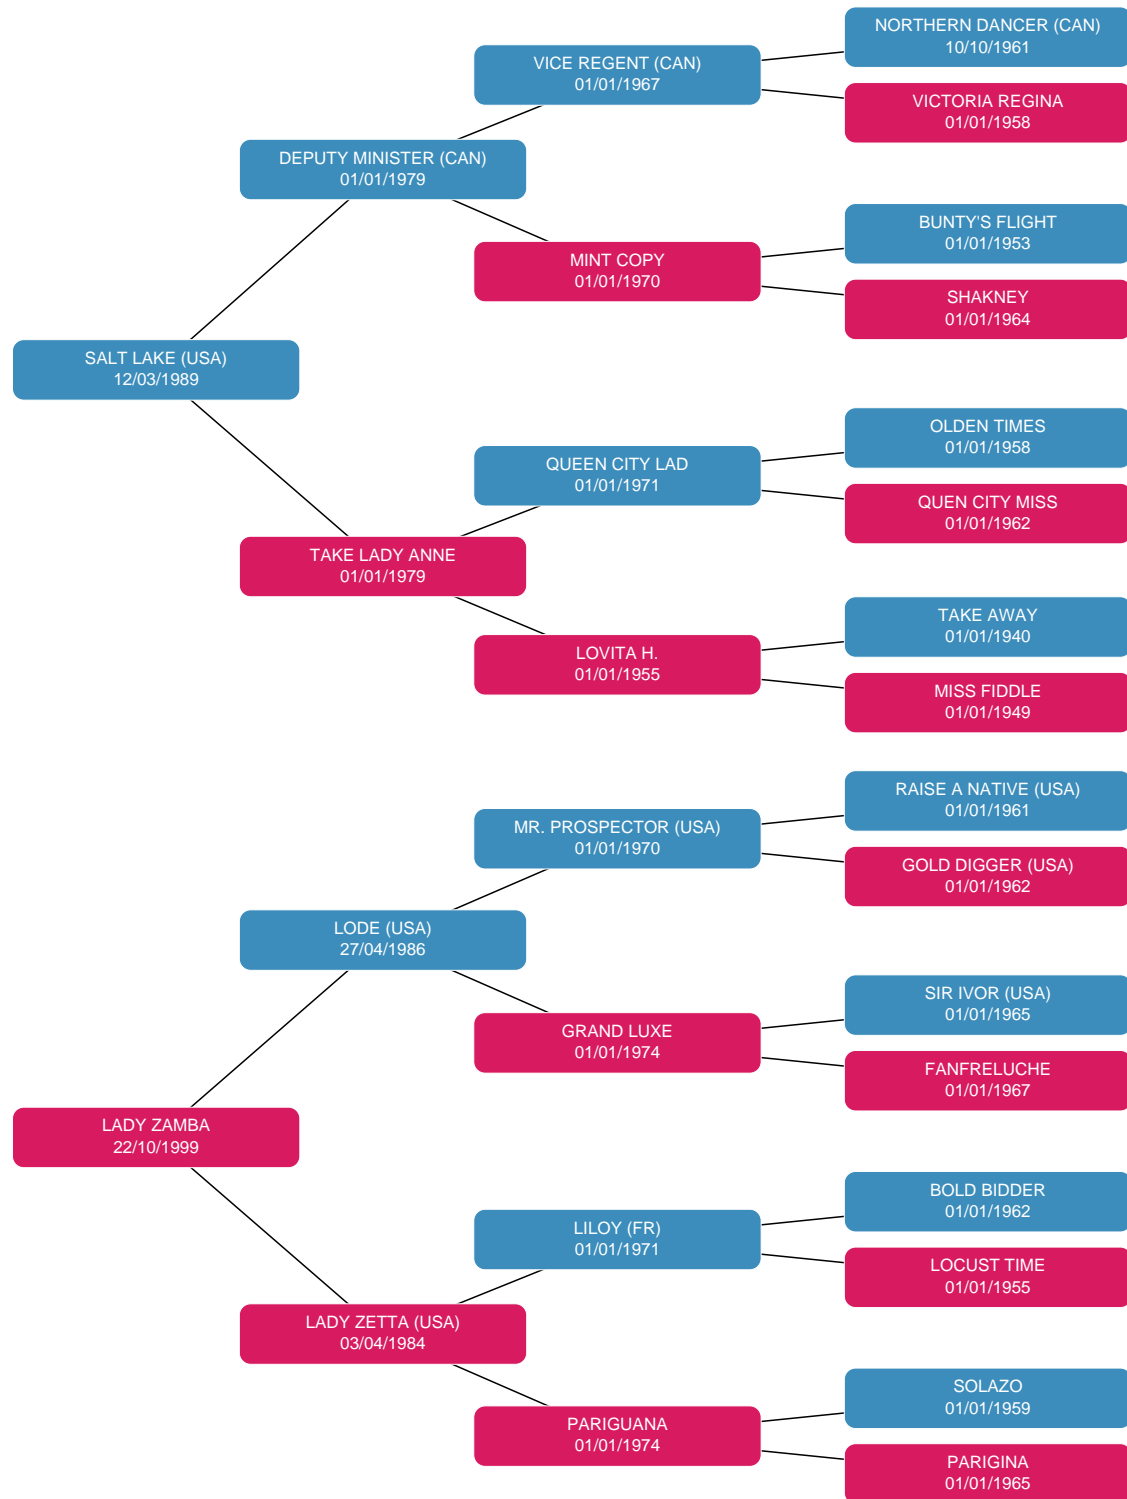 NORTHERN DANCER (CAN)
10/10/1961
VICE REGENT (CAN)
01/01/1967
VICTORIA REGINA
01/01/1958
DEPUTY MINISTER (CAN)
01/01/1979
BUNTY'S FLIGHT
01/01/1953
MINT COPY
01/01/1970
SHAKNEY
01/01/1964
SALT LAKE (USA)
12/03/1989
OLDEN TIMES
01/01/1958
QUEEN CITY LAD
01/01/1971
QUEN CITY MISS
01/01/1962
TAKE LADY ANNE
01/01/1979
TAKE AWAY
01/01/1940
LOVITA H.
01/01/1955
MISS FIDDLE
01/01/1949
RAISE A NATIVE (USA)
01/01/1961
MR. PROSPECTOR (USA)
01/01/1970
GOLD DIGGER (USA)
01/01/1962
LODE (USA)
27/04/1986
SIR IVOR (USA)
01/01/1965
GRAND LUXE
01/01/1974
FANFRELUCHE
01/01/1967
LADY ZAMBA
22/10/1999
BOLD BIDDER
01/01/1962
LILOY (FR)
01/01/1971
LOCUST TIME
01/01/1955
LADY ZETTA (USA)
03/04/1984
SOLAZO
01/01/1959
PARIGUANA
01/01/1974
PARIGINA
01/01/1965